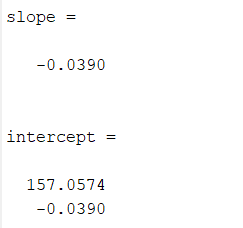 slope =
-0.0390
intercept =
157.0574
-0.0390